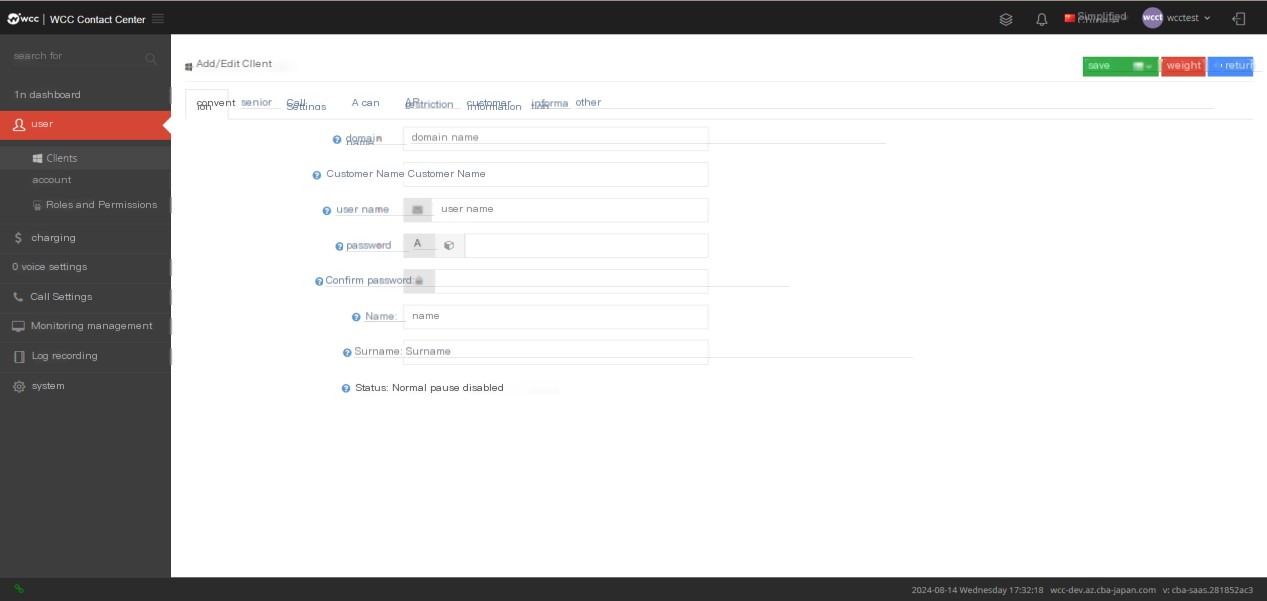 wcc | WCC Contact Center
Simplified
wcct wcctest
search for
Add/Edit Client
save weight return
1n dashboard
convent
ion
senior
Call
Settings
A can
AR
restriction
customer
information
informa
other
user
domain
name
domain name
Clients
Customer Name Customer Name
account
Roles and Permissions
user name user name
charging
password A
0 voice settings
Confirm password:
Call Settings
Name: name
Monitoring management
Surname: Surname
Log recording
system
Status: Normal pause disabled
2024-08-14 Wednesday 17:32:18 wcc-dev.az.cba-japan.com v: cba-saas.281852ac3